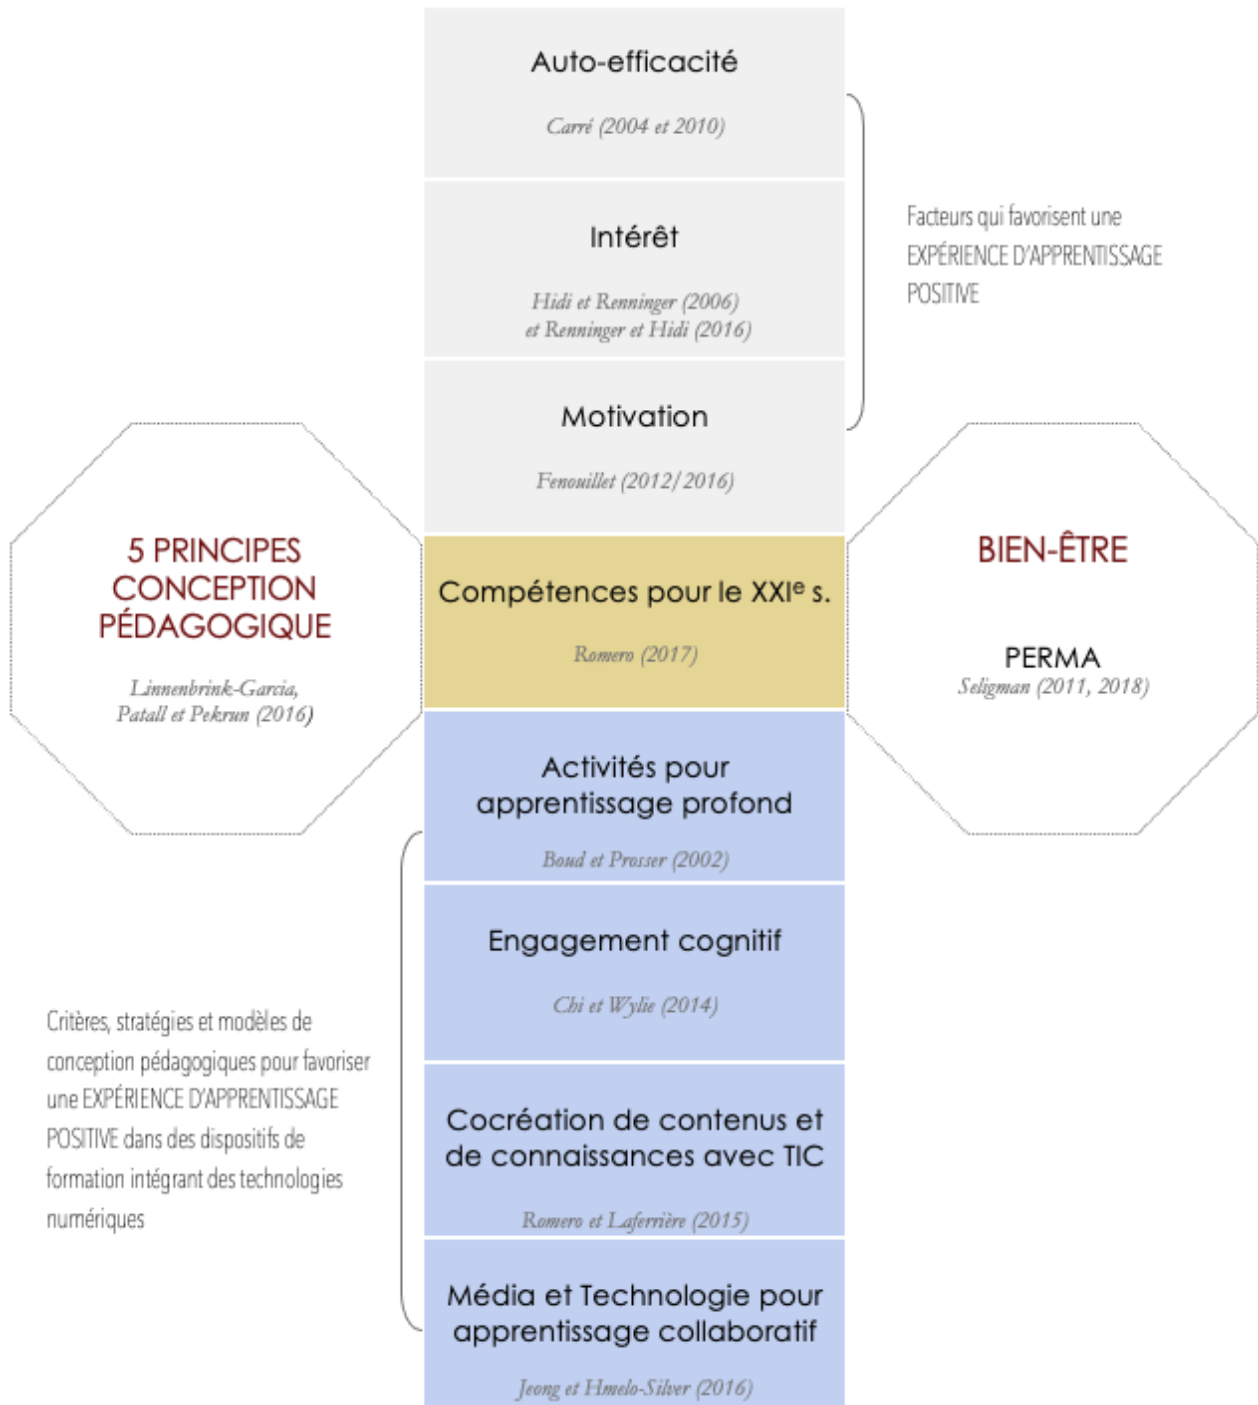 Auto-efficacité
Carré (2004 et 2010)
Facteurs qui favorisent une
EXPÉRIENCE D'APPRENTISSAGE
POSITIVE
Intérêt
Hidi et Renninger (2006)
et Renninger et Hidi (2016)
Motivation
Fenouillet (2012/2016)
5 PRINCIPES
CONCEPTION
PÉDAGOGIQUE
Linnenbrink-Garcia,
Patall et Pekrun (2016)
Compétences pour le XXIe s.
Romero (2017)
BIEN-ÊTRE
PERMA
Seligman (2011, 2018)
Activités pour
apprentissage profond
Boud et Prosser (2002)
Engagement cognitif
Chi et Wylie (2014)
Critères, stratégies et modèles de
conception pédagogiques pour favoriser
une EXPÉRIENCE D'APPRENTISSAGE
POSITIVE dans des dispositifs de
formation intégrant des technologies
numériques
Cocréation de contenus et
de connaissances avec TIC
Romero et Laferrière (2015)
Média et Technologie pour
apprentissage collaboratif
Jeong et Hmelo-Silver (2016)